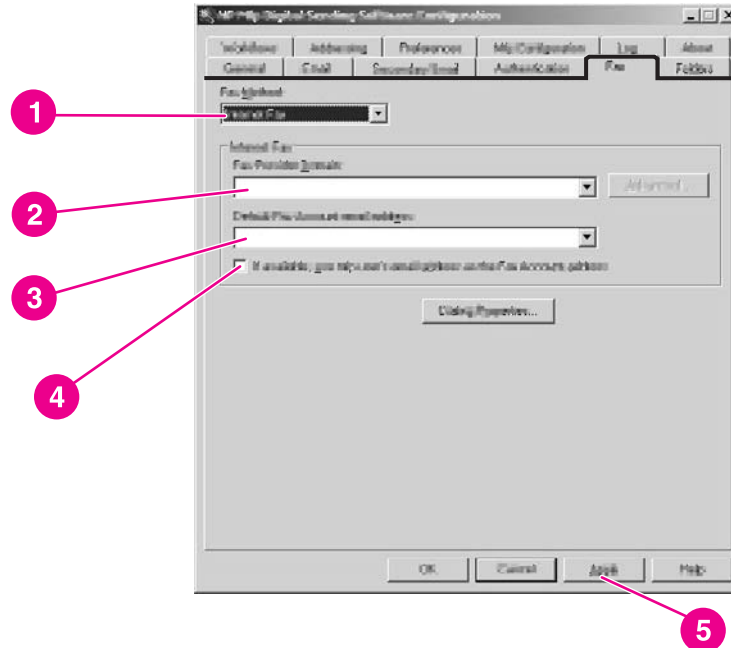 HP Mfp Digital Sending Software Configuration
Workflows Addressing Preferences Mfp Configuration Log About
General Email Secondary Email Authentication Fax Folders
Fax Method:
1 Internet Fax
Internet Fax
Fax Provider Domain:
2 Advanced...
Default Fax Account email address:
3
If available, use mfp user's email address as the Fax Account address
4
Dialing Properties...
OK Cancel Apply Help
5